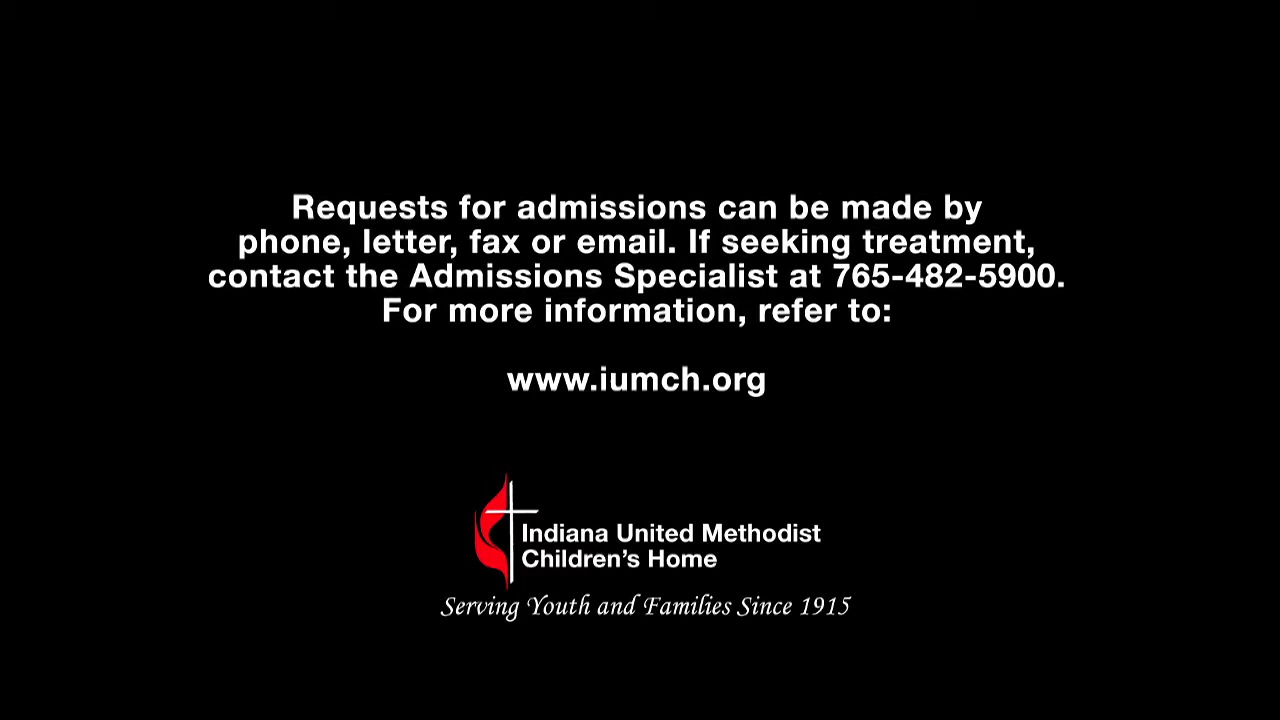 Requests for admissions can be made by
phone, letter, fax or email. If seeking treatment,
contact the Admissions Specialist at 765-482-5900.
For more information, refer to:
www.iumch.org
Indiana United Methodist
Children's Home
Serving Youth and Families Since 1915